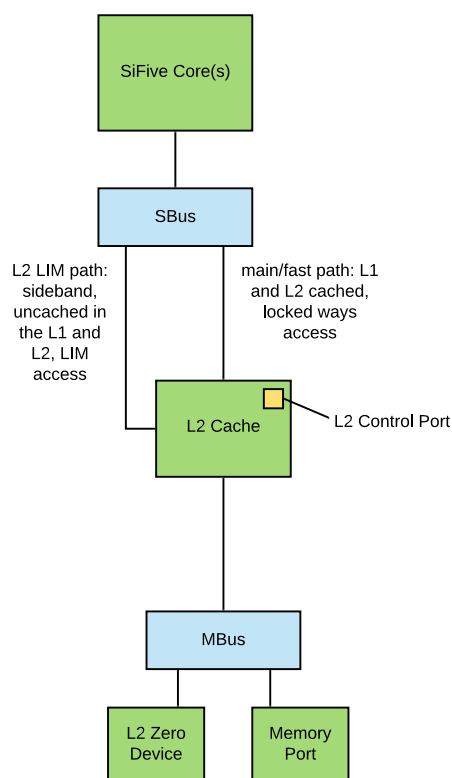 SiFive Core(s)
SBus
L2 LIM path:
sideband,
uncached in
the L1 and
L2, LIM
access
main/fast path: L1
and L2 cached,
locked ways
access
L2 Cache
L2 Control Port
MBus
L2 Zero
Device
Memory
Port